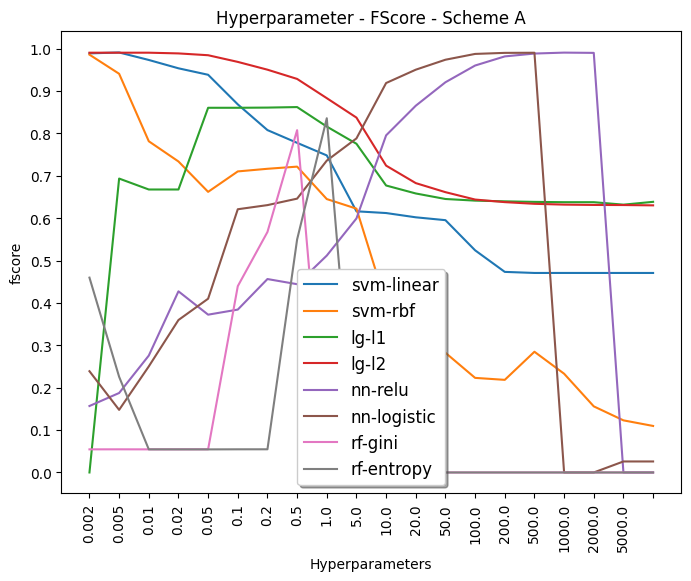 Hyperparameter - FScore - Scheme A
fscore
1.0
0.9
0.8
0.7
0.6
0.5
0.4
0.3
0.2
0.1
0.0
svm-linear
svm-rbf
lg-l1
lg-l2
nn-relu
nn-logistic
rf-gini
rf-entropy
0.002
0.005
0.01
0.02
0.05
0.1
0.2
0.5
1.0
5.0
10.0
20.0
50.0
100.0
200.0
500.0
1000.0
2000.0
5000.0
Hyperparameters